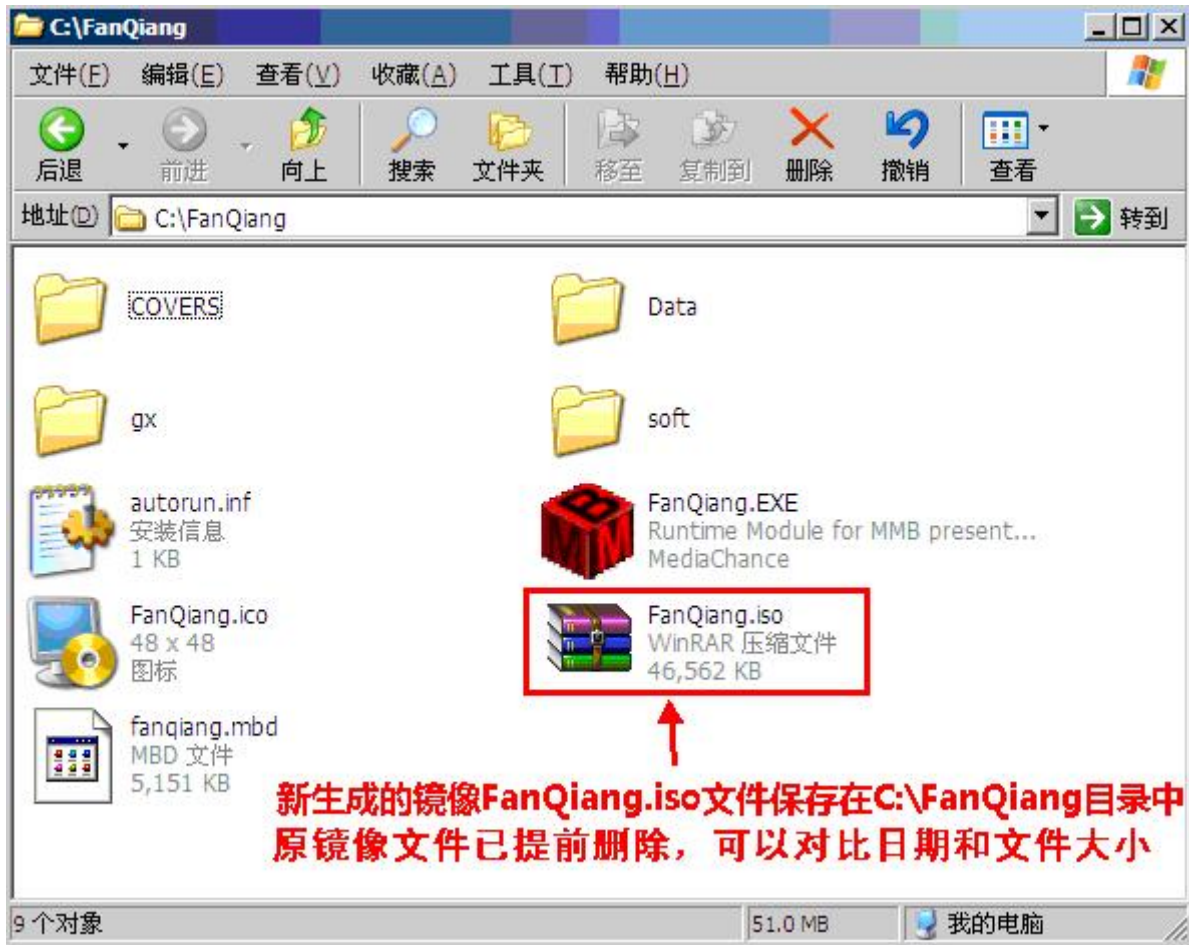 C:\FanQiang
文件(F) 编辑(E) 查看(V) 收藏(A) 工具(T) 帮助(H)
后退 前进 向上 搜索 文件夹 移至 复制到 删除 撤销 查看
地址(D) C:\FanQiang 转到
COVERS
Data
gx
soft
autorun.inf
安装信息
1 KB
FanQiang.EXE
Runtime Module for MMB present...
MediaChance
FanQiang.ico
48 x 48
图标
FanQiang.iso
WinRAR 压缩文件
46,562 KB
fanqiang.mbd
MBD 文件
5,151 KB
新生成的镜像FanQiang.iso文件保存在C:\FanQiang目录中
原镜像文件已提前删除，可以对比日期和文件大小
9 个对象 51.0 MB 我的电脑